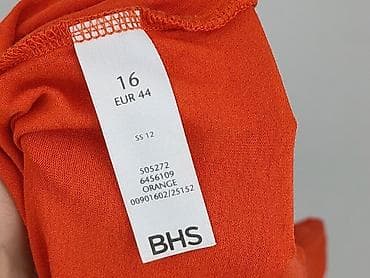 16
EUR 44
SS 12
505272
6456109
ORANGE
00901602/25152
BHS